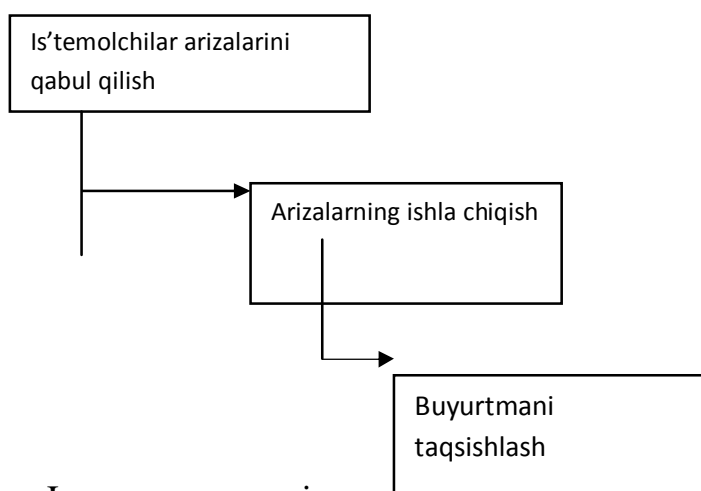 Is’temolchilar arizalarini
qabul qilish
Arizalarning ishla chiqish
Buyurtmani
taqsishlash